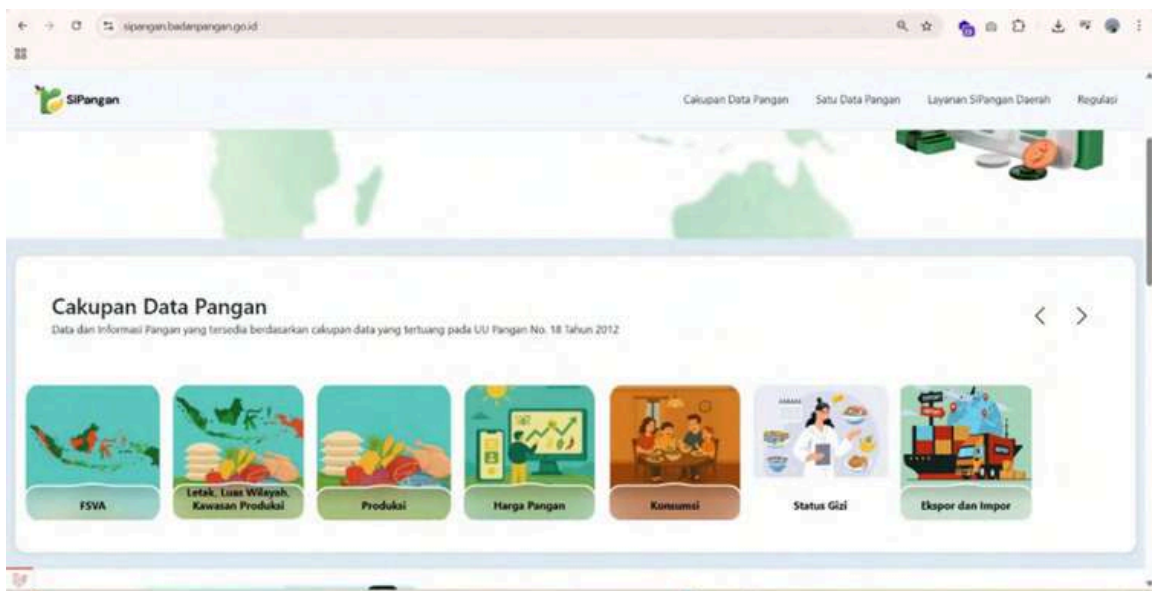 sipangan.badanpangan.go.id
SiPangan
Cakupan Data Pangan
Satu Data Pangan
Layanan SiPangan Daerah
Regulasi
Cakupan Data Pangan
Data dan Informasi Pangan yang tersedia berdasarkan cakupan data yang tertuang pada UU Pangan No. 18 Tahun 2012
FSVA
Letak, Luas Wilayah,
Kawasan Produksi
Produksi
Harga Pangan
Konsumsi
Status Gizi
Ekspor dan Impor